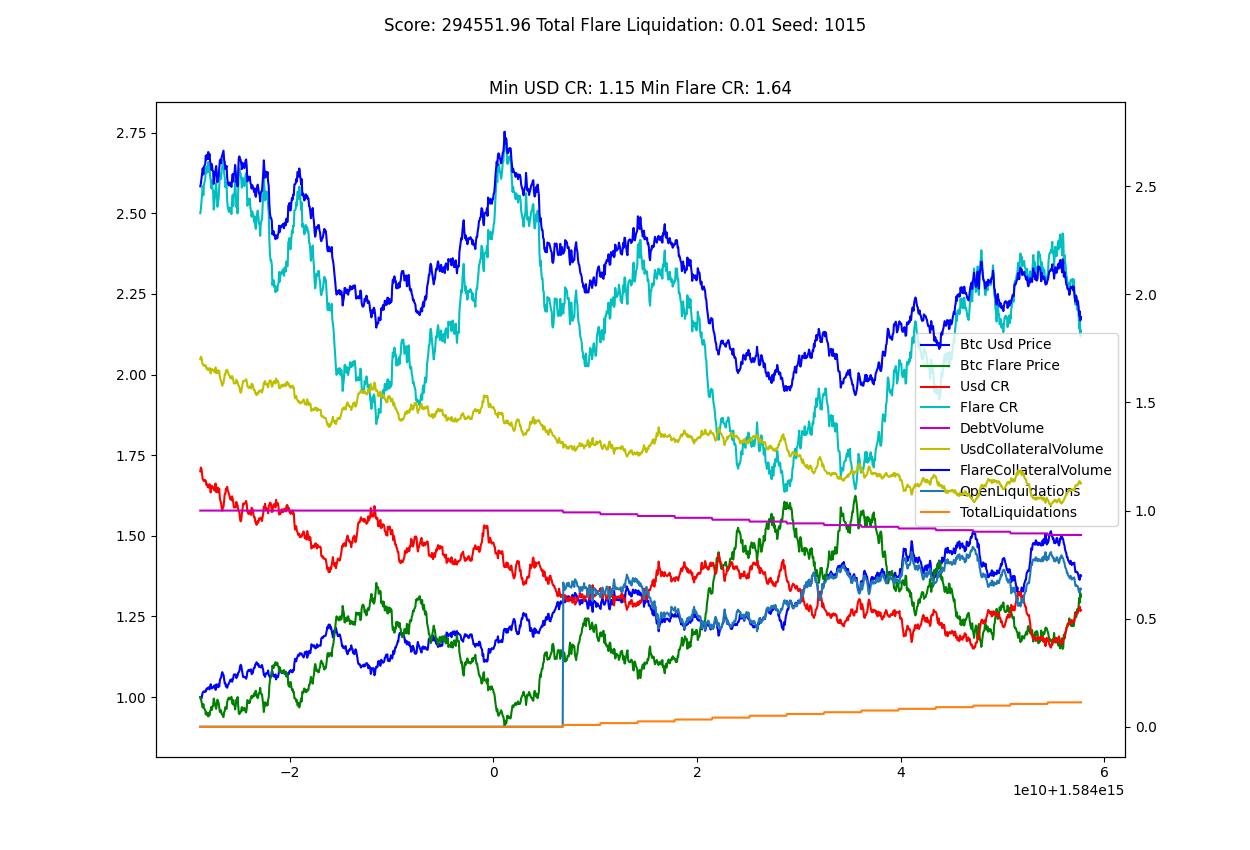 Score: 294551.96 Total Flare Liquidation: 0.01 Seed: 1015
Min USD CR: 1.15 Min Flare CR: 1.64
2.75
2.50
2.25
2.00
1.75
1.50
1.25
1.00
2.5
2.0
1.5
1.0
0.5
0.0
Btc Usd Price
Btc Flare Price
Usd CR
Flare CR
DebtVolume
UsdCollateralVolume
FlareCollateralVolume
OpenLiquidations
TotalLiquidations
−2 0 2 4 6
1e10+1.584e15